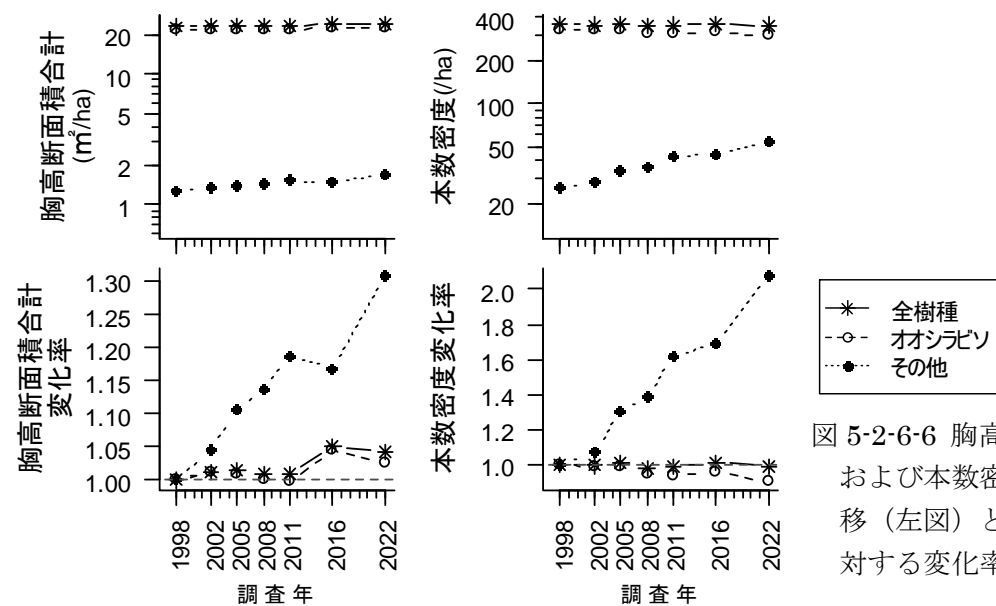 胸高断面積合計
(㎡/ha)
20
10
5
2
1
本数密度(/ha)
400
200
100
50
20
胸高断面積合計
変化率
1.30
1.25
1.20
1.15
1.10
1.05
1.00
1998
2002
2005
2008
2011
2016
2022
調査年
本数密度変化率
2.0
1.8
1.6
1.4
1.2
1.0
1998
2002
2005
2008
2011
2016
2022
調査年
全樹種
オオシラビソ
その他
図 5-2-6-6 胸高
および本数密
移（左図）と
対する変化率